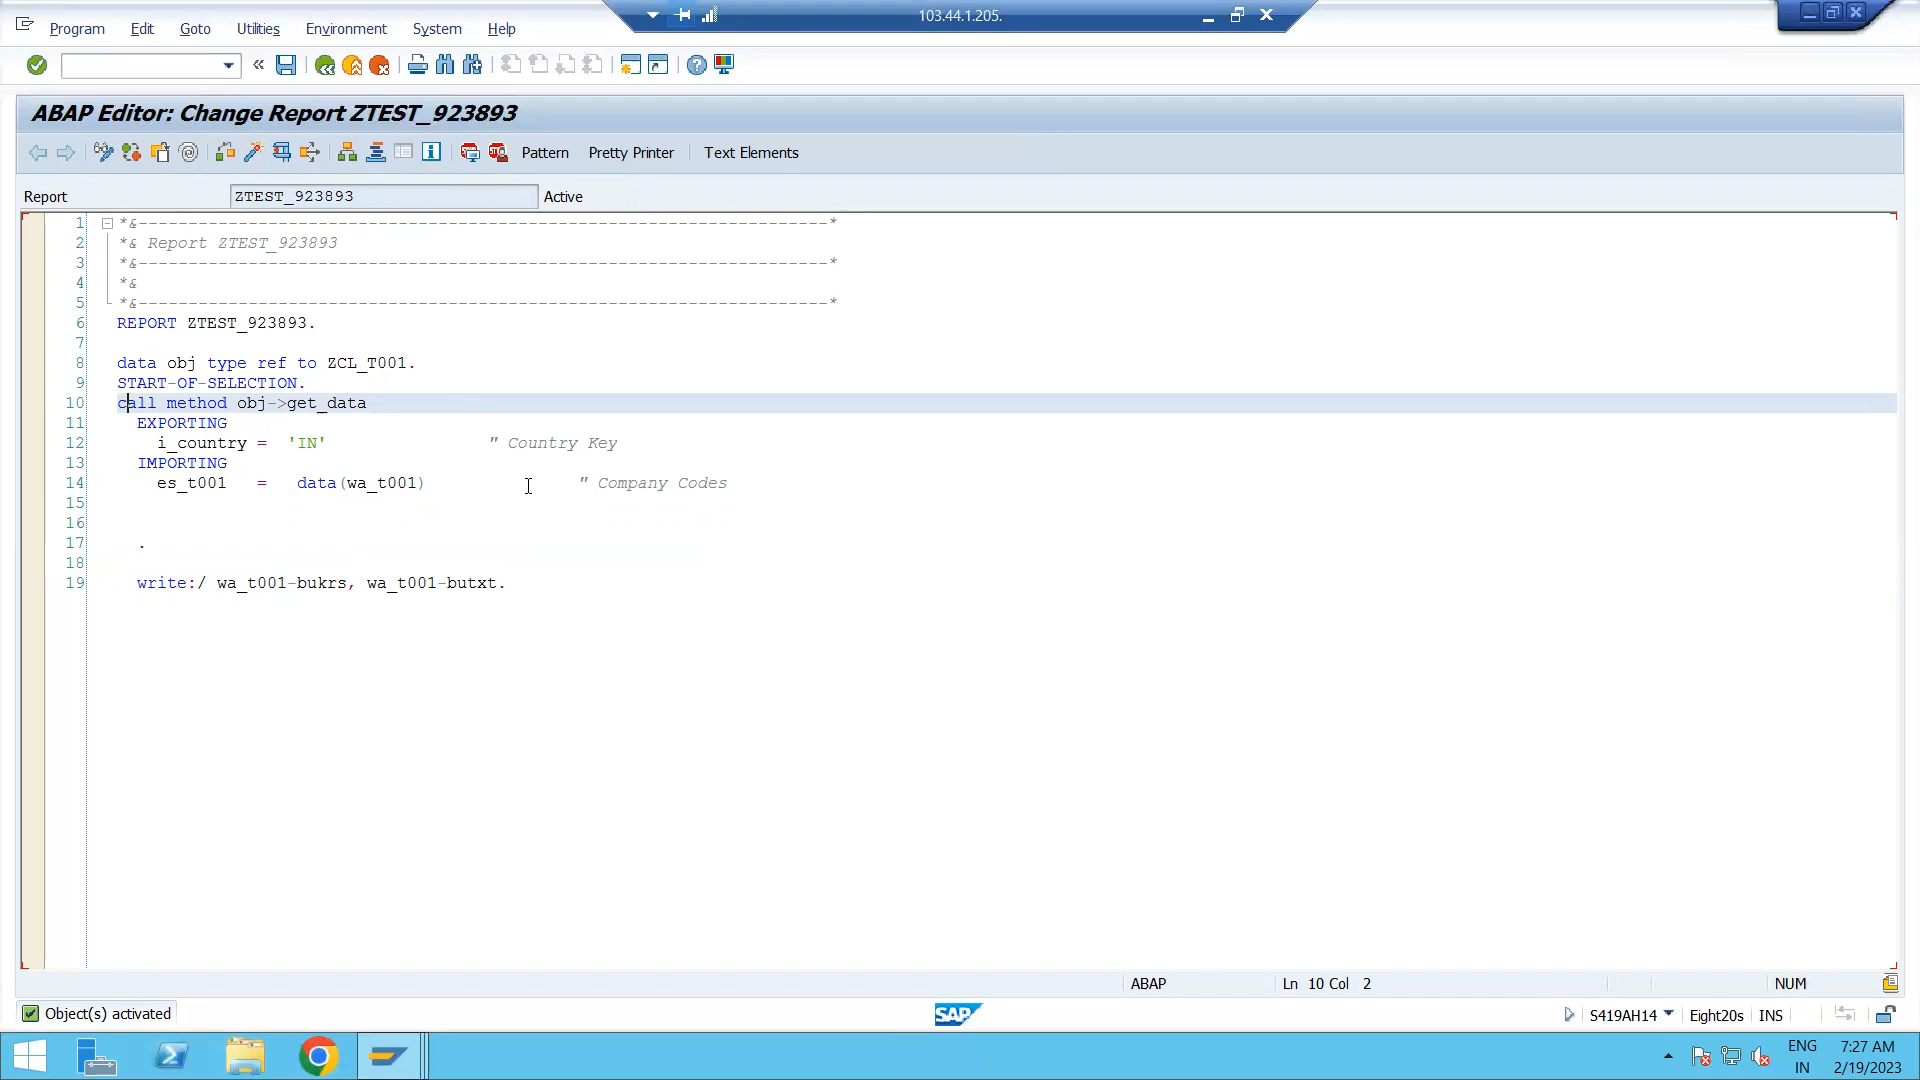 103.44.1.205.
Program Edit Goto Utilities Environment System Help
ABAP Editor: Change Report ZTEST_923893
Pattern Pretty Printer Text Elements
Report ZTEST_923893 Active
1 *&---------------------------------------------------------------------*
2 *& Report ZTEST_923893
3 *&---------------------------------------------------------------------*
4 *&
5 *&---------------------------------------------------------------------*
6 REPORT ZTEST_923893.
7
8 data obj type ref to ZCL_T001.
9 START-OF-SELECTION.
10 call method obj->get_data
11 EXPORTING
12 i_country = 'IN' " Country Key
13 IMPORTING
14 es_t001 = data(wa_t001) " Company Codes
15
16
17 .
18
19 write:/ wa_t001-bukrs, wa_t001-butxt.
ABAP Ln 10 Col 2 NUM
Object(s) activated SAP S419AH14 Eight20s INS
ENG 7:27 AM
IN 2/19/2023